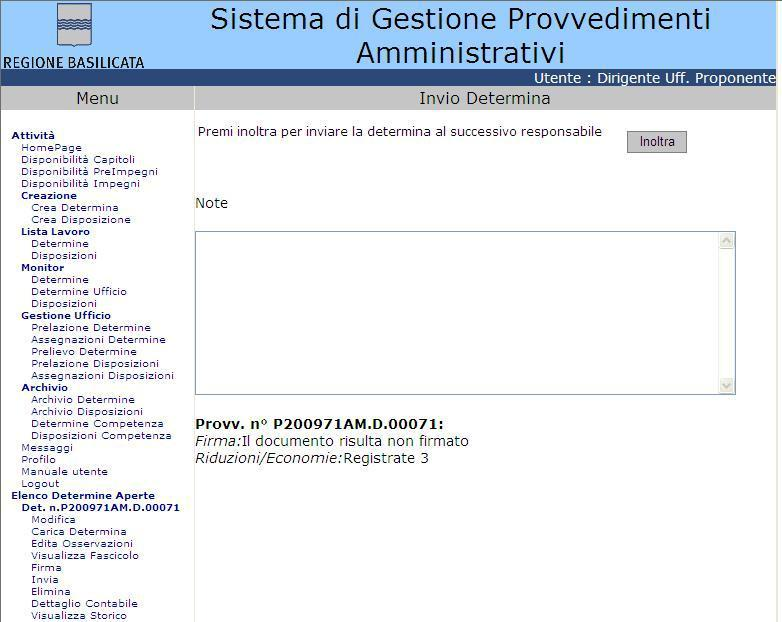 Sistema di Gestione Provvedimenti
Amministrativi
REGIONE BASILICATA
Utente : Dirigente Uff. Proponente
Menu
Invio Determina
Attività
HomePage
Disponibilità Capitoli
Disponibilità PreImpegni
Disponibilità Impegni
Creazione
Crea Determina
Crea Disposizione
Lista Lavoro
Determine
Disposizioni
Monitor
Determine
Determine Ufficio
Disposizioni
Gestione Ufficio
Prelazione Determine
Assegnazioni Determine
Prelievo Determine
Prelazione Disposizioni
Assegnazioni Disposizioni
Archivio
Archivio Determine
Archivio Disposizioni
Determine Competenza
Disposizioni Competenza
Messaggi
Profilo
Manuale utente
Logout
Elenco Determine Aperte
Det. n.P200971AM.D.00071
Modifica
Carica Determina
Edita Osservazioni
Visualizza Fascicolo
Firma
Invia
Elimina
Dettaglio Contabile
Visualizza Storico
Premi inoltra per inviare la determina al successivo responsabile
Inoltra
Note
Provv. nº P200971AM.D.00071:
Firma:Il documento risulta non firmato
Riduzioni/Economie:Registrate 3